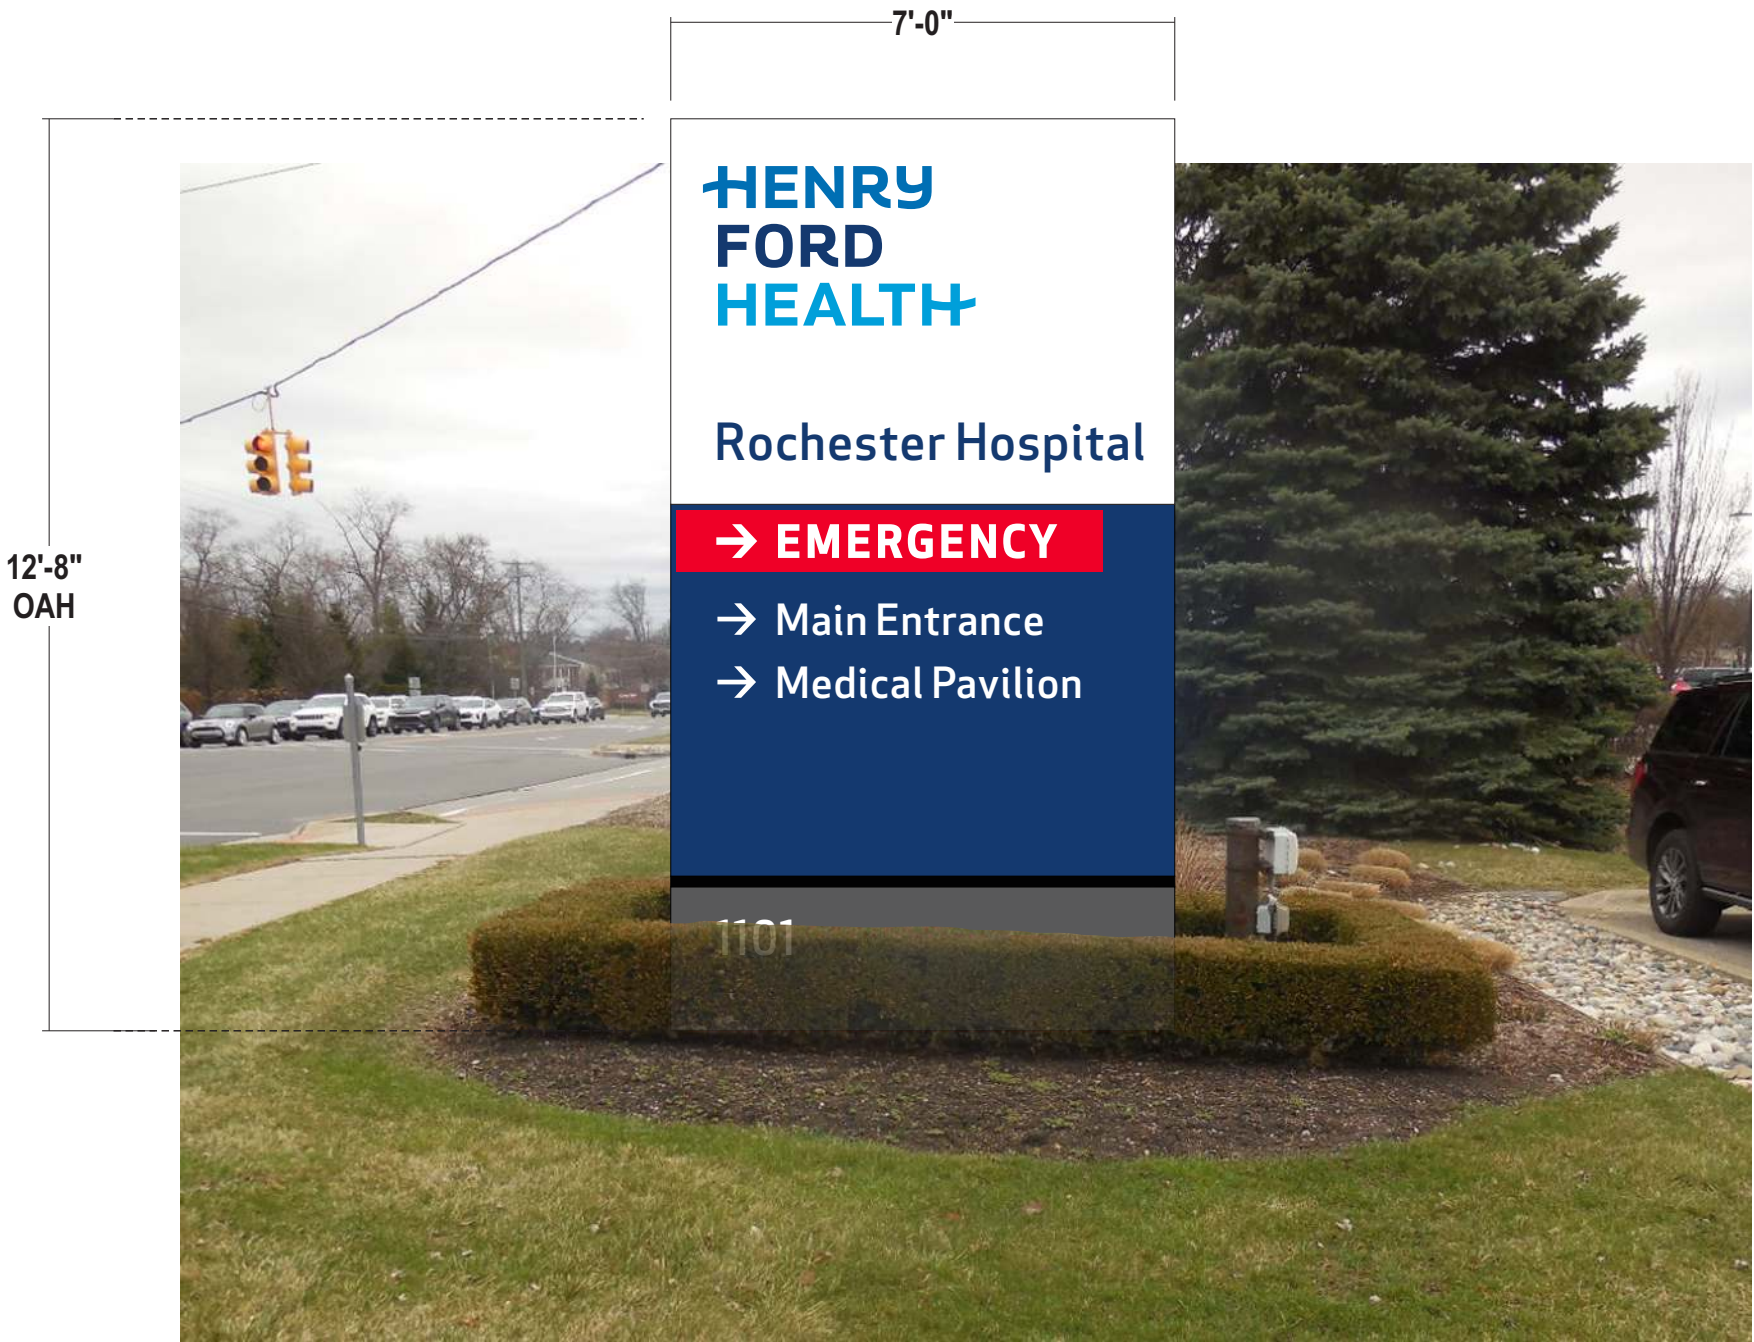 7'-0"
HENRY
FORD
HEALTH
Rochester Hospital
→ EMERGENCY
→ Main Entrance
→ Medical Pavilion
12'-8"
OAH
1101